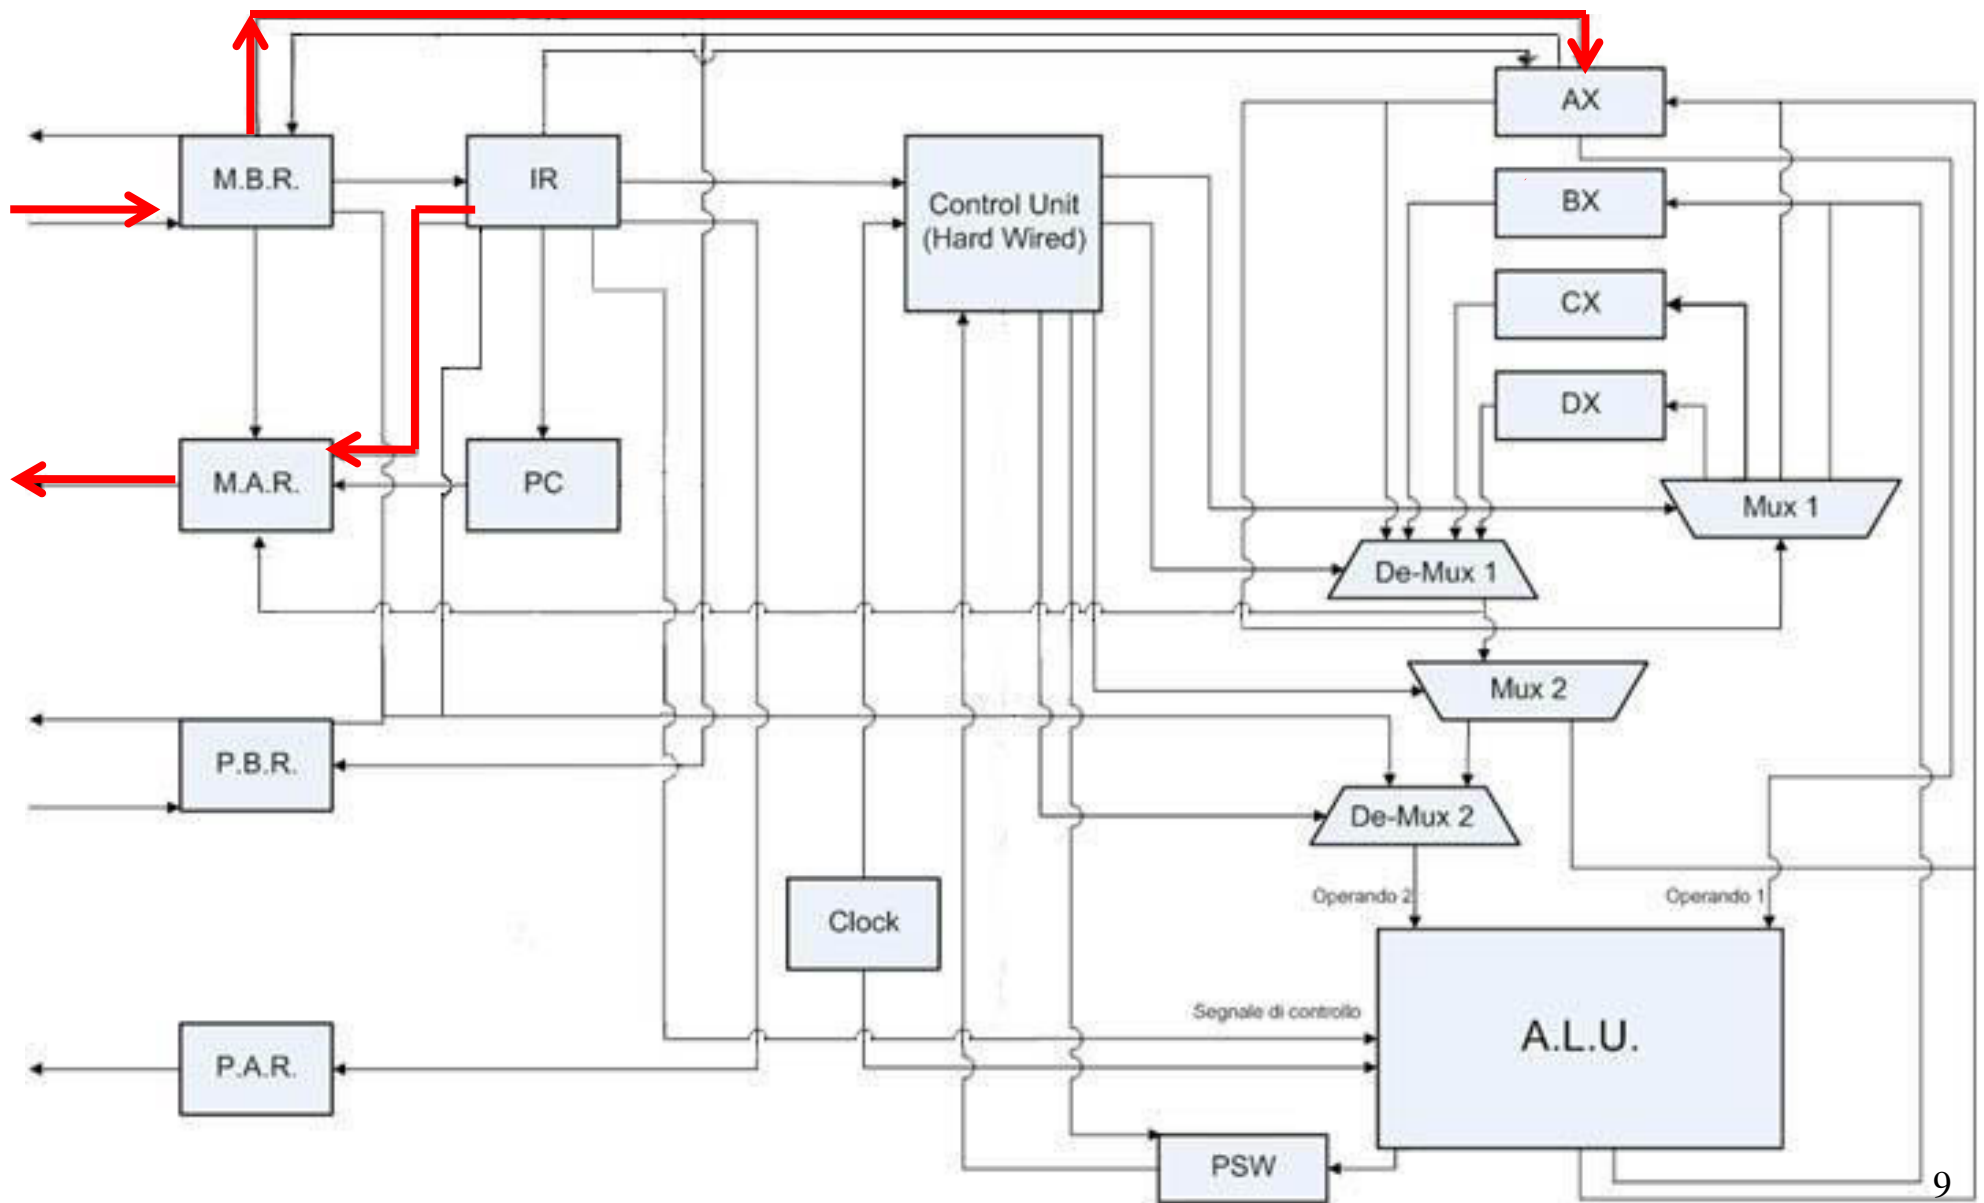 AX
M.B.R.
IR
Control Unit
(Hard Wired)
BX
CX
DX
M.A.R.
PC
Mux 1
De-Mux 1
Mux 2
P.B.R.
De-Mux 2
Operando 2
Operando 1
Clock
Segnale di controllo
A.L.U.
P.A.R.
PSW
9